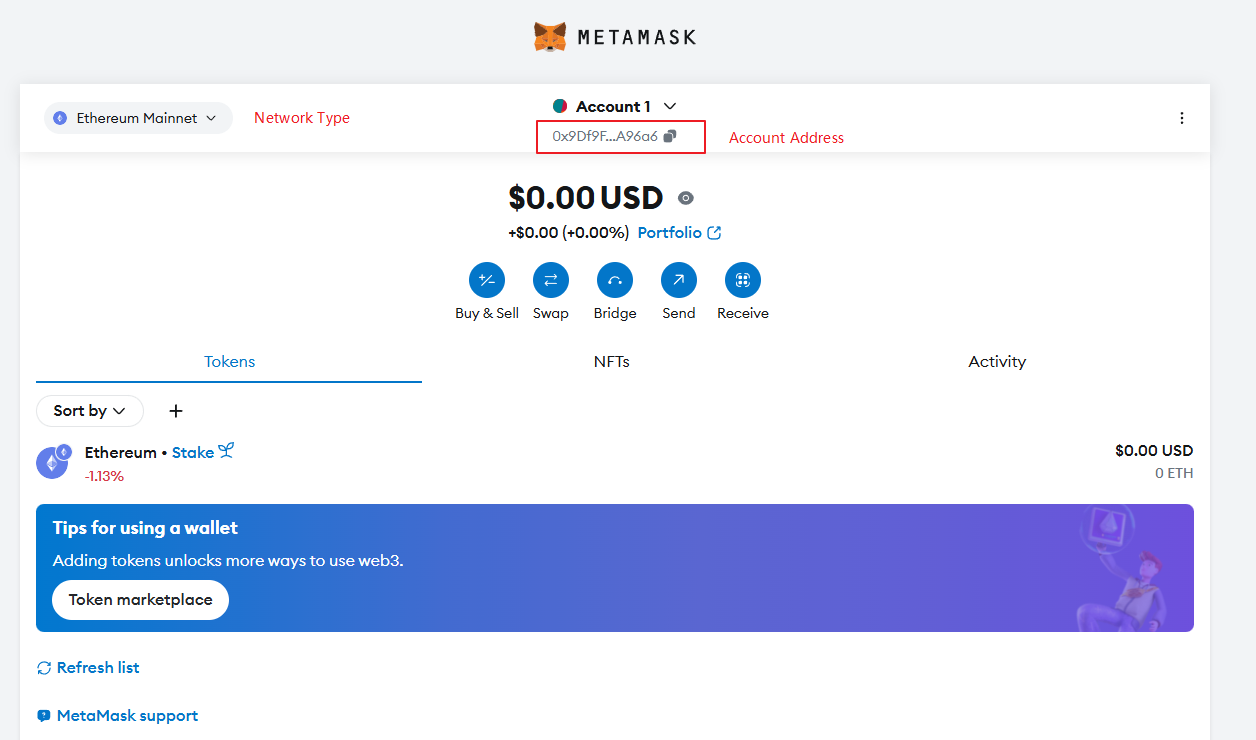 METAMASK
Ethereum Mainnet
Network Type
Account 1
0x9Df9F...A96a6
Account Address
$0.00 USD
+$0.00 (+0.00%) Portfolio
Buy & Sell
Swap
Bridge
Send
Receive
Tokens
NFTs
Activity
Sort by
Ethereum • Stake
$0.00 USD
-1.13%
0 ETH
Tips for using a wallet
Adding tokens unlocks more ways to use web3.
Token marketplace
Refresh list
MetaMask support